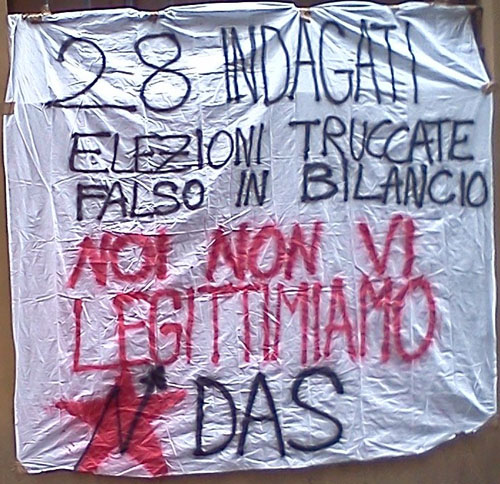 28 INDAGATI
ELEZIONI TRUCCATE
FALSO IN BILANCIO
NOI NON VI
LEGITTIMIAMO
N DAS